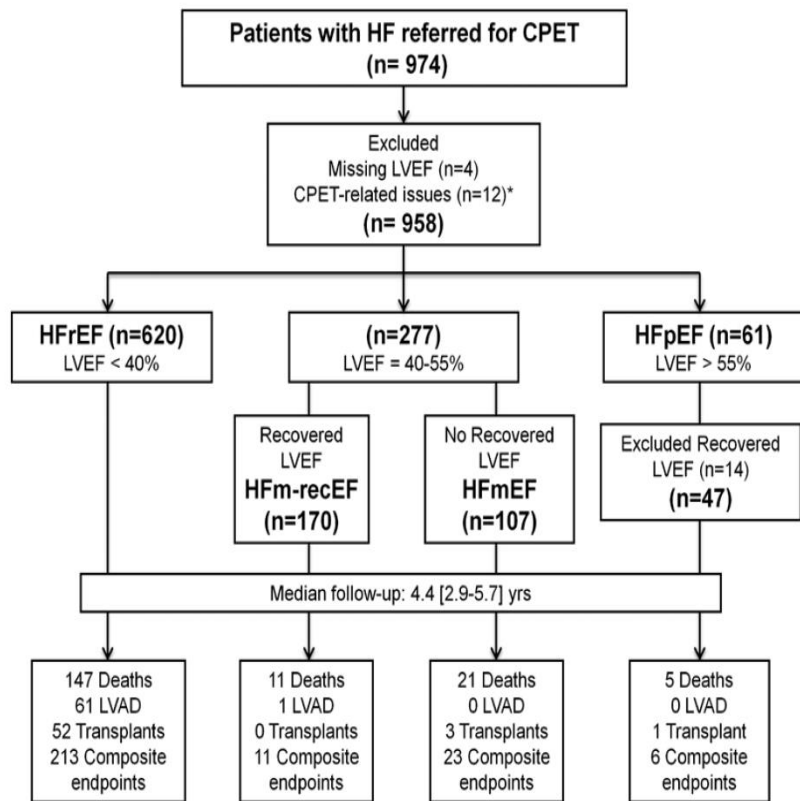 Patients with HF referred for CPET
(n= 974)
Excluded
Missing LVEF (n=4)
CPET-related issues (n=12)*
(n= 958)
HFrEF (n=620)
LVEF < 40%
(n=277)
LVEF = 40-55%
HFpEF (n=61)
LVEF > 55%
Recovered
LVEF
HFm-recEF
(n=170)
No Recovered
LVEF
HFmEF
(n=107)
Excluded Recovered
LVEF (n=14)
(n=47)
Median follow-up: 4.4 [2.9-5.7] yrs
147 Deaths
61 LVAD
52 Transplants
213 Composite
endpoints
11 Deaths
1 LVAD
0 Transplants
11 Composite
endpoints
21 Deaths
0 LVAD
3 Transplants
23 Composite
endpoints
5 Deaths
0 LVAD
1 Transplant
6 Composite
endpoints